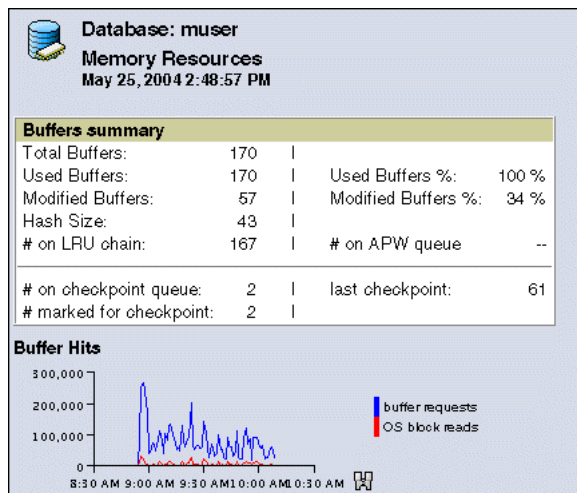 Database: muser
Memory Resources
May 25, 2004 2:48:57 PM
Buffers summary
Total Buffers: 170 |
Used Buffers: 170 | Used Buffers %: 100 %
Modified Buffers: 57 | Modified Buffers %: 34 %
Hash Size: 43 |
# on LRU chain: 167 | # on APW queue --
# on checkpoint queue: 2 | last checkpoint: 61
# marked for checkpoint: 2 |
Buffer Hits
300,000
200,000
100,000
0
8:30 AM 9:00 AM 9:30 AM 10:00 AM 10:30 AM
buffer requests
OS block reads